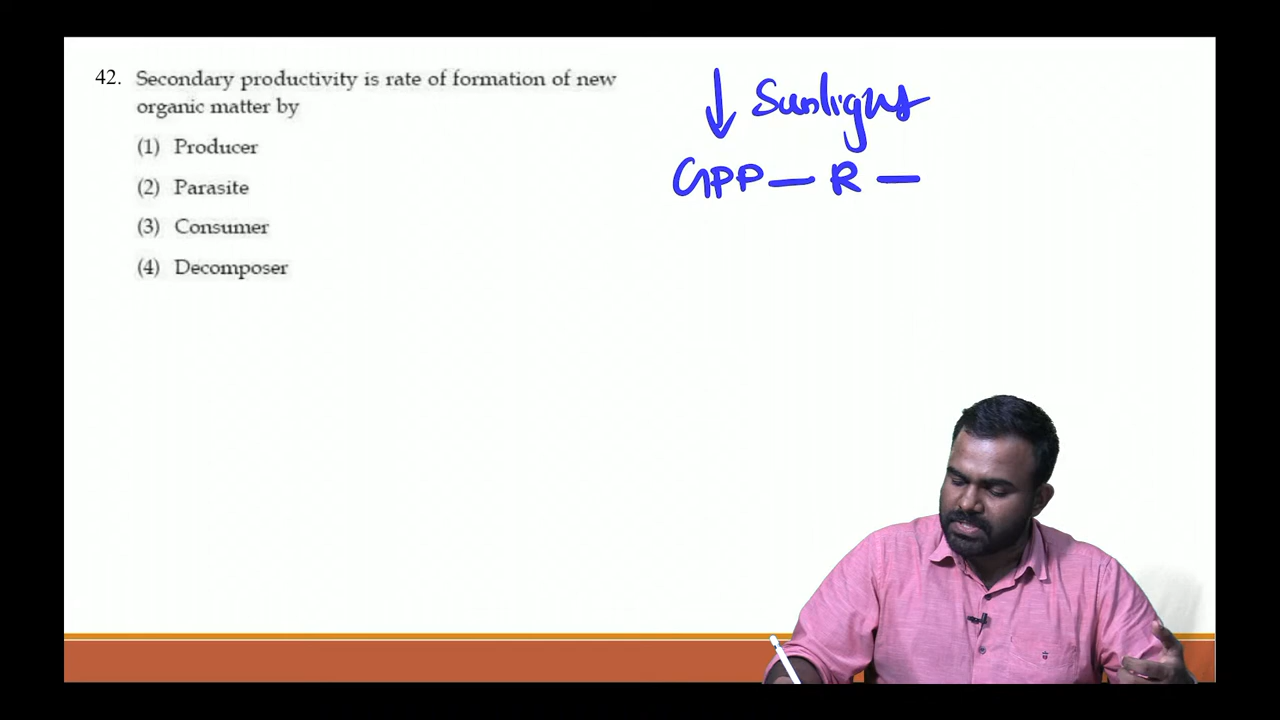 42. Secondary productivity is rate of formation of new
organic matter by
(1) Producer
(2) Parasite
(3) Consumer
(4) Decomposer
↓ Sunlight
GPP — R —